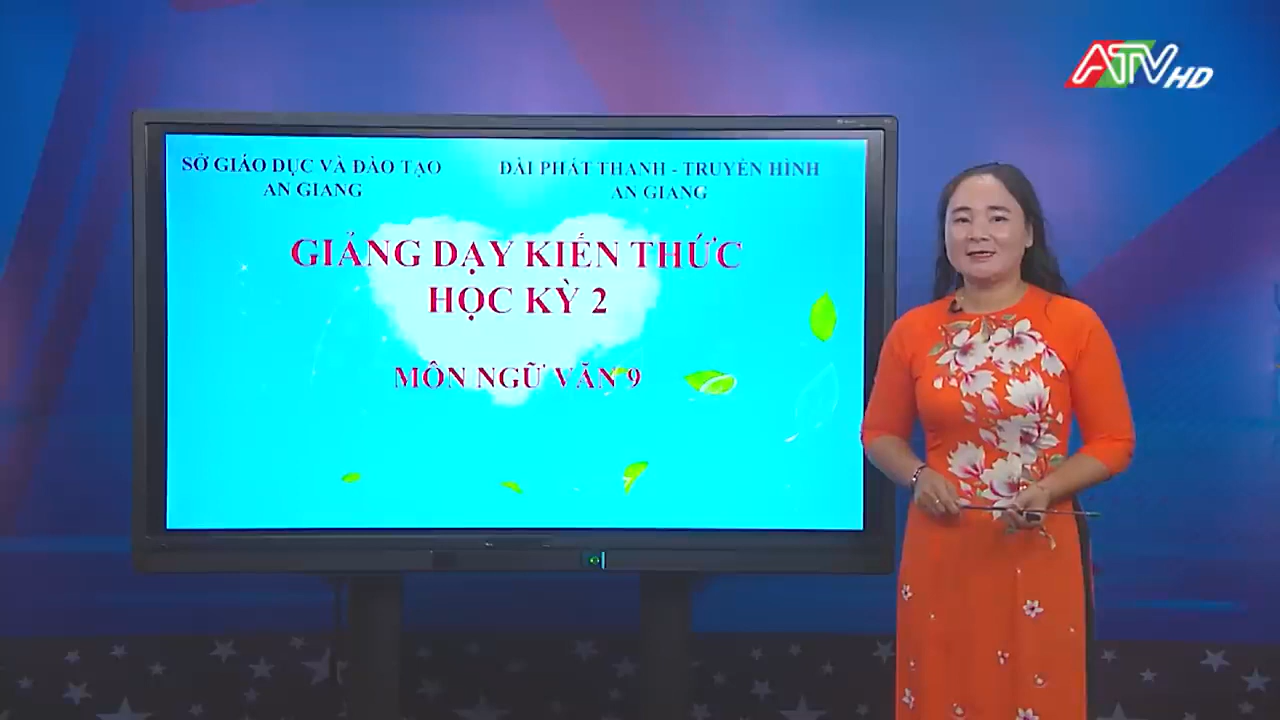 ATV HD
SỞ GIÁO DỤC VÀ ĐÀO TẠO
AN GIANG
ĐÀI PHÁT THANH - TRUYỀN HÌNH
AN GIANG
GIẢNG DẠY KIẾN THỨC
HỌC KỲ 2
MÔN NGỮ VĂN 9